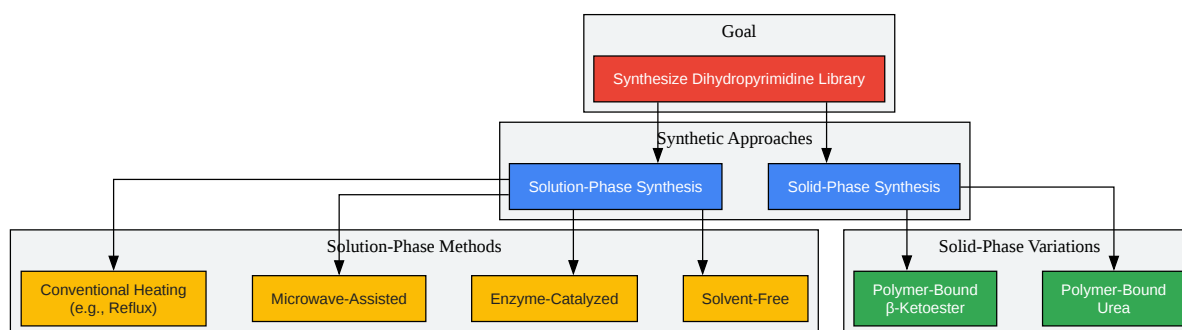 Goal
Synthesize Dihydropyrimidine Library
Synthetic Approaches
Solution-Phase Synthesis
Solid-Phase Synthesis
Solution-Phase Methods
Solid-Phase Variations
Conventional Heating
(e.g., Reflux)
Microwave-Assisted
Enzyme-Catalyzed
Solvent-Free
Polymer-Bound
β-Ketoester
Polymer-Bound
Urea